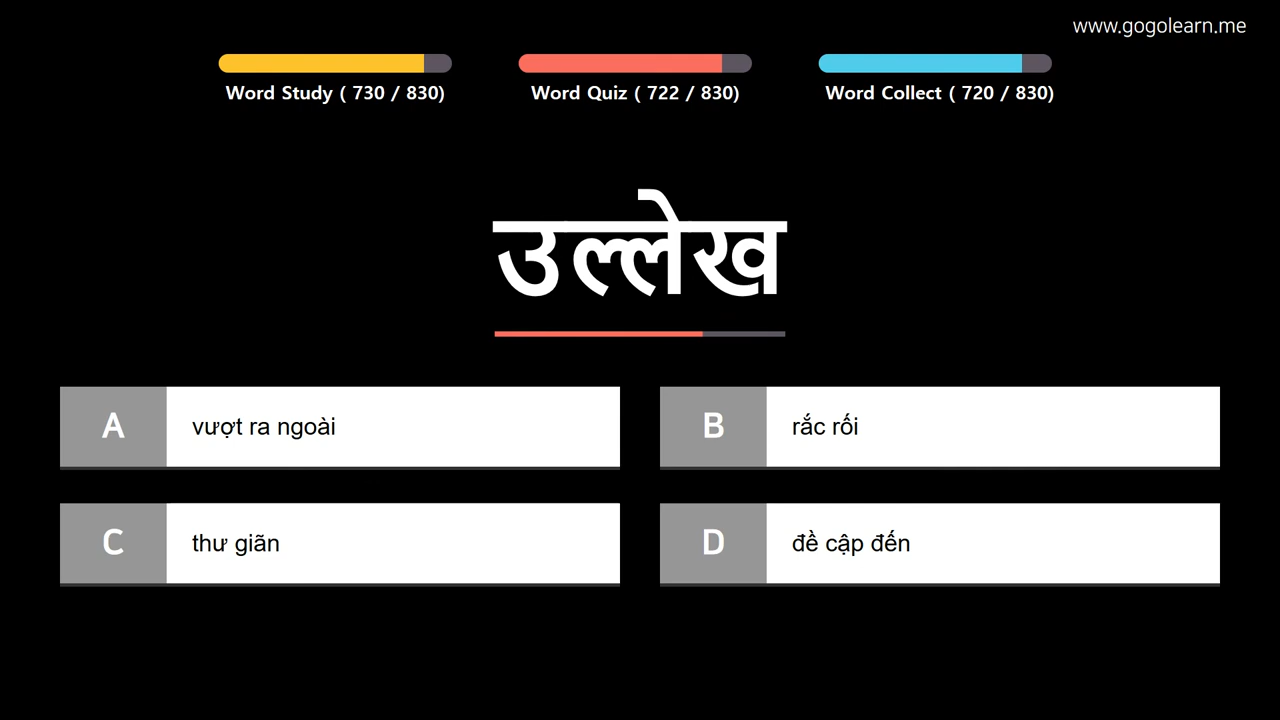 www.gogolearn.me
Word Study ( 730 / 830)
Word Quiz ( 722 / 830)
Word Collect ( 720 / 830)
उल्लेख
A
vượt ra ngoài
B
rắc rối
C
thư giãn
D
đề cập đến